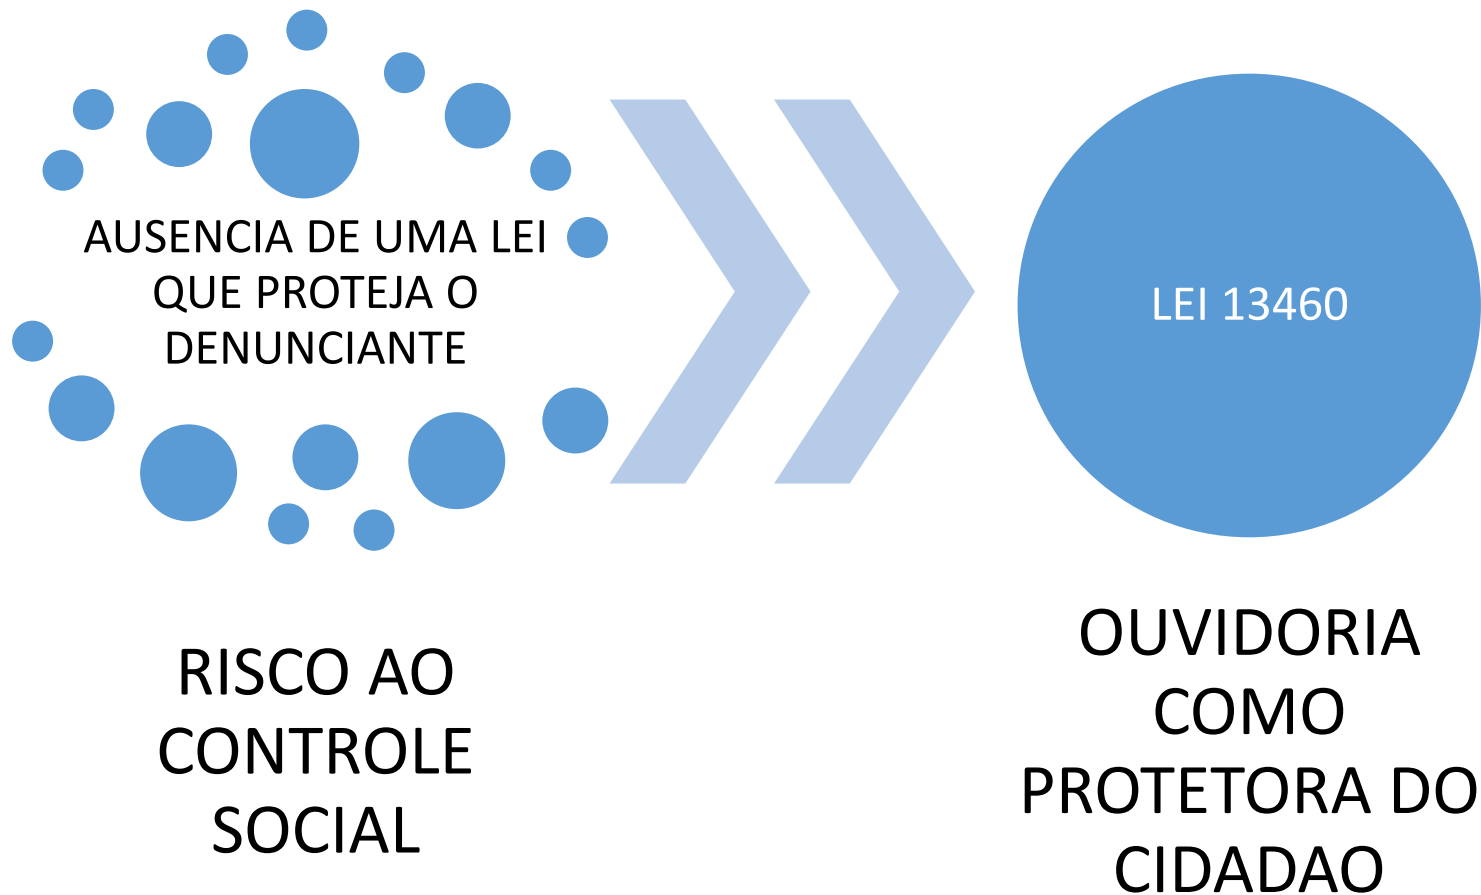 AUSENCIA DE UMA LEI
QUE PROTEJA O
DENUNCIANTE
RISCO AO
CONTROLE
SOCIAL
LEI 13460
OUVIDORIA
COMO
PROTETORA DO
CIDADAO